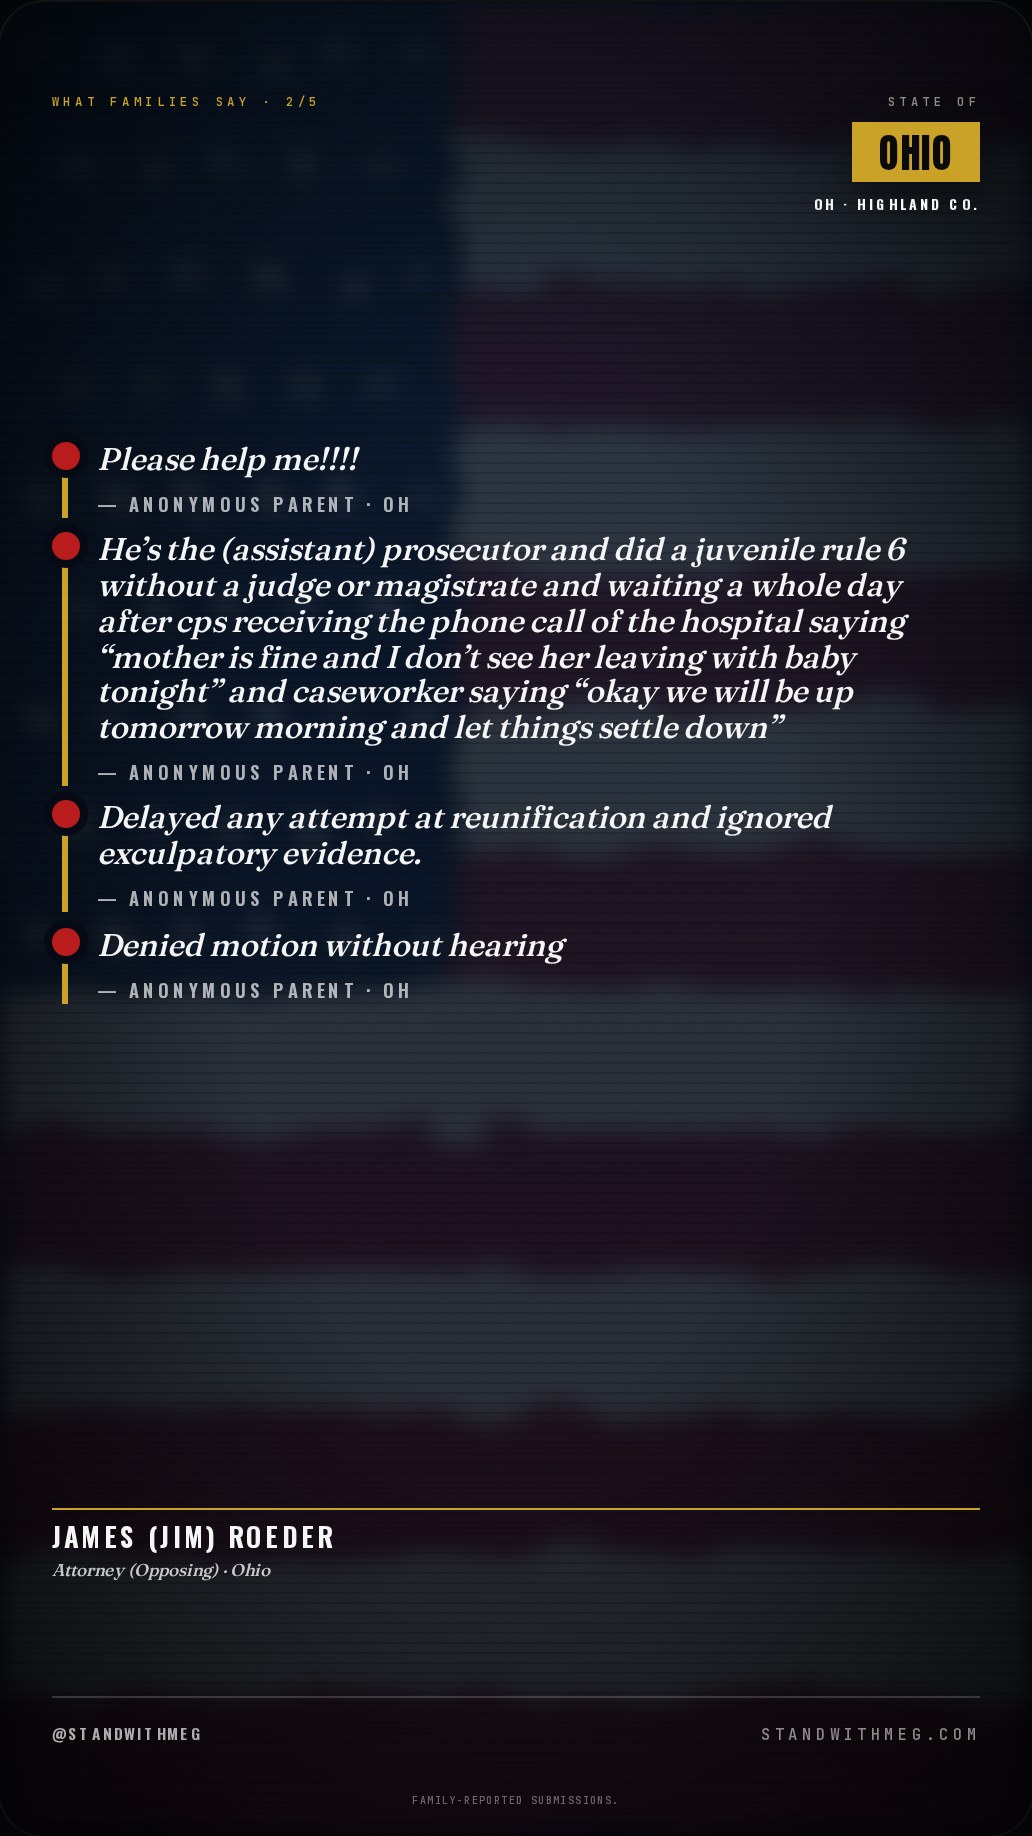 WHAT FAMILIES SAY · 2/5
STATE OF
OHIO
OH · HIGHLAND CO.
Please help me!!!!
— ANONYMOUS PARENT · OH
He’s the (assistant) prosecutor and did a juvenile rule 6
without a judge or magistrate and waiting a whole day
after cps receiving the phone call of the hospital saying
“mother is fine and I don’t see her leaving with baby
tonight” and caseworker saying “okay we will be up
tomorrow morning and let things settle down”
— ANONYMOUS PARENT · OH
Delayed any attempt at reunification and ignored
exculpatory evidence.
— ANONYMOUS PARENT · OH
Denied motion without hearing
— ANONYMOUS PARENT · OH
JAMES (JIM) ROEDER
Attorney (Opposing) · Ohio
@STANDWITHMEG
STANDWITHMEG.COM
FAMILY-REPORTED SUBMISSIONS.